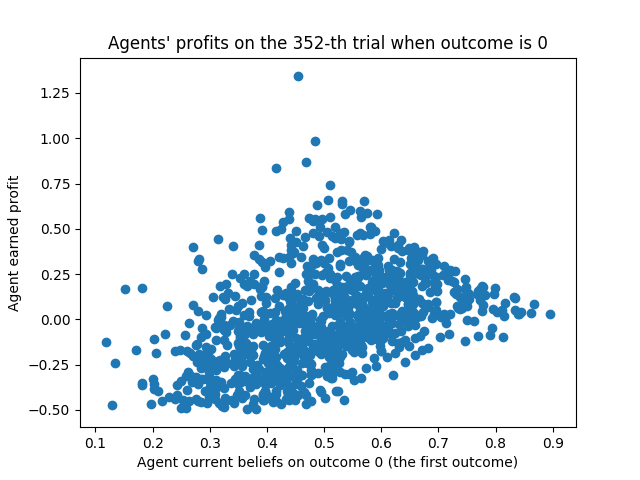 Agents' profits on the 352-th trial when outcome is 0
1.25
1.00
0.75
0.50
0.25
0.00
−0.25
−0.50
Agent earned profit
0.1 0.2 0.3 0.4 0.5 0.6 0.7 0.8 0.9
Agent current beliefs on outcome 0 (the first outcome)